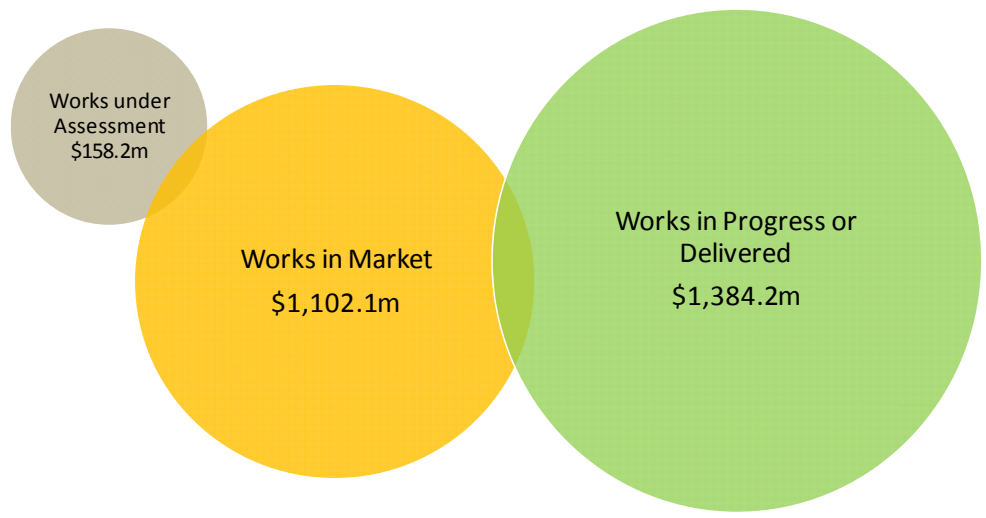 Works under
Assessment
$158.2m
Works in Market
$1,102.1m
Works in Progress or
Delivered
$1,384.2m